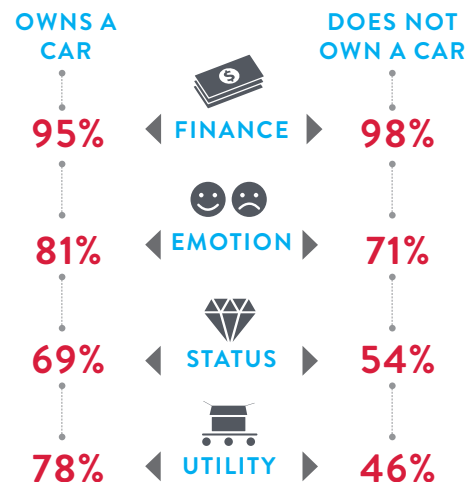 OWNS A
CAR
DOES NOT
OWN A CAR
$
95%
FINANCE
98%
81%
EMOTION
71%
69%
STATUS
54%
78%
UTILITY
46%